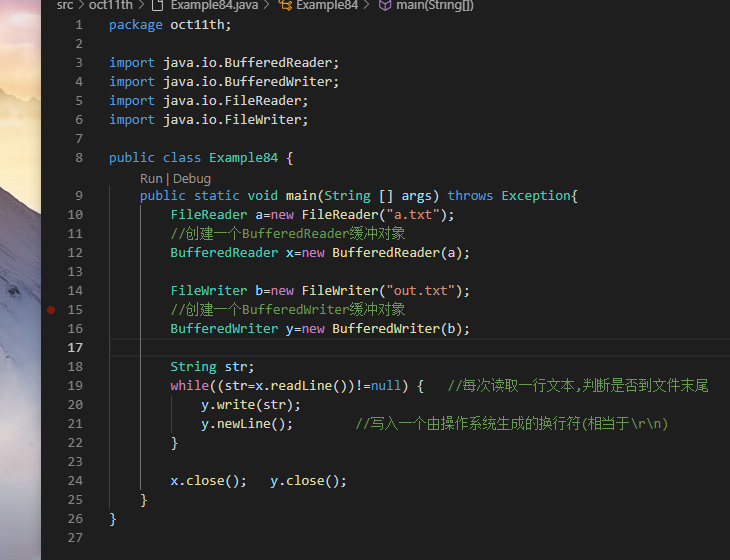 src > oct11th > Example84.java > Example84 > main(String[])
1 package oct11th;
2
3 import java.io.BufferedReader;
4 import java.io.BufferedWriter;
5 import java.io.FileReader;
6 import java.io.FileWriter;
7
8 public class Example84 {
Run | Debug
9 public static void main(String [] args) throws Exception{
10 FileReader a=new FileReader("a.txt");
11 //创建一个BufferedReader缓冲对象
12 BufferedReader x=new BufferedReader(a);
13
14 FileWriter b=new FileWriter("out.txt");
15 //创建一个BufferedWriter缓冲对象
16 BufferedWriter y=new BufferedWriter(b);
17
18 String str;
19 while((str=x.readLine())!=null) { //每次读取一行文本,判断是否到文件末尾
20 y.write(str);
21 y.newLine(); //写入一个由操作系统生成的换行符(相当于\r\n)
22 }
23
24 x.close(); y.close();
25 }
26 }
27